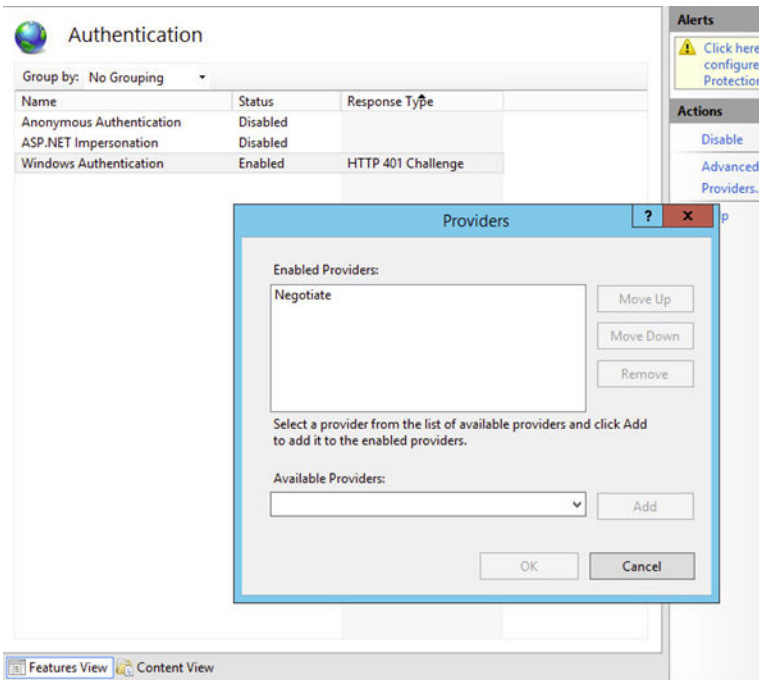 Authentication
Group by: No Grouping
Name Status Response Type
Anonymous Authentication Disabled
ASP.NET Impersonation Disabled
Windows Authentication Enabled HTTP 401 Challenge
Alerts
Click here
configure
Protection
Actions
Disable
Advanced
Providers..
p
Providers
?
x
Enabled Providers:
Negotiate
Move Up
Move Down
Remove
Select a provider from the list of available providers and click Add
to add it to the enabled providers.
Available Providers:
Add
OK
Cancel
Features View
Content View